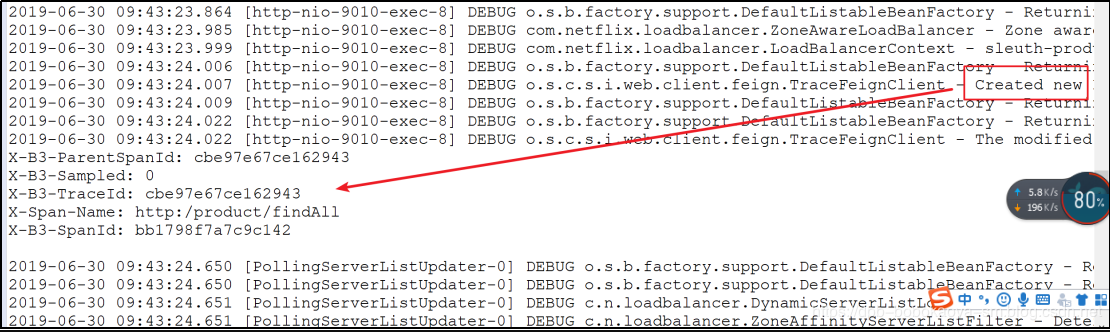 2019-06-30 09:43:23.864 [http-nio-9010-exec-8] DEBUG o.s.b.factory.support.DefaultListableBeanFactory - Returni
2019-06-30 09:43:23.985 [http-nio-9010-exec-8] DEBUG com.netflix.loadbalancer.ZoneAwareLoadBalancer - Zone awar
2019-06-30 09:43:23.999 [http-nio-9010-exec-8] DEBUG com.netflix.loadbalancer.LoadBalancerContext - sleuth-prod
2019-06-30 09:43:24.006 [http-nio-9010-exec-8] DEBUG o.s.b.factory.support.DefaultListableBeanFactory - Returni
2019-06-30 09:43:24.007 [http-nio-9010-exec-8] DEBUG o.s.c.s.i.web.client.feign.TraceFeignClient - Created new
2019-06-30 09:43:24.009 [http-nio-9010-exec-8] DEBUG o.s.b.factory.support.DefaultListableBeanFactory - Returni
2019-06-30 09:43:24.022 [http-nio-9010-exec-8] DEBUG o.s.b.factory.support.DefaultListableBeanFactory - Returni
2019-06-30 09:43:24.022 [http-nio-9010-exec-8] DEBUG o.s.c.s.i.web.client.feign.TraceFeignClient - The modified
X-B3-ParentSpanId: cbe97e67ce162943
X-B3-Sampled: 0
X-B3-TraceId: cbe97e67ce162943
X-Span-Name: http:/product/findAll
X-B3-SpanId: bb1798f7a7c9c142
5.8K/s
196K/s
80%
2019-06-30 09:43:24.650 [PollingServerListUpdater-0] DEBUG o.s.b.factory.support.DefaultListableBeanFactory - Re
2019-06-30 09:43:24.650 [PollingServerListUpdater-0] DEBUG o.s.b.factory.support.DefaultListableBeanFactory - Re
2019-06-30 09:43:24.651 [PollingServerListUpdater-0] DEBUG c.n.loadbalancer.DynamicServerListLo
中
2019-06-30 09:43:24.651 [PollingServerListUpdater-0] DEBUG c.n.loadbalancer.ZoneAffinityServerListFilter - Dete